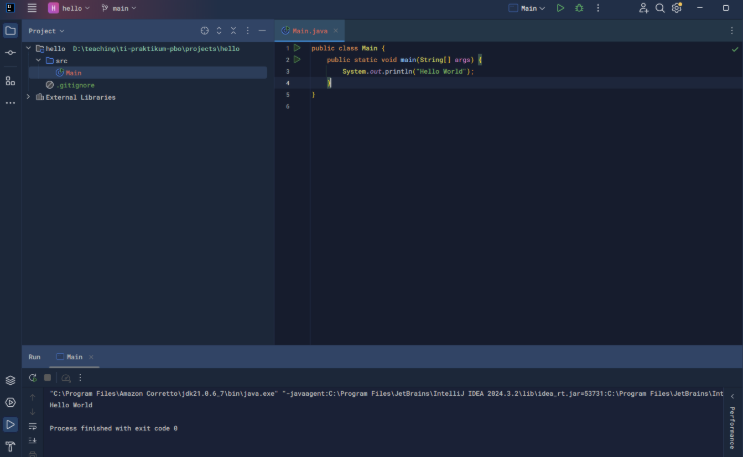 H hello main Main
Project
Main.java
hello D:\teaching\ti-praktikum-pbo\projects\hello
src
Main
.gitignore
External Libraries
1 public class Main {
2 public static void main(String[] args) {
3 System.out.println("Hello World");
4 }
5 }
6
Run Main
"C:\Program Files\Amazon Corretto\jdk21.0.6_7\bin\java.exe" "-javaagent:C:\Program Files\JetBrains\IntelliJ IDEA 2024.3.2\lib\idea_rt.jar=53731:C:\Program Files\JetBrains\Int
Hello World
Process finished with exit code 0
Performance